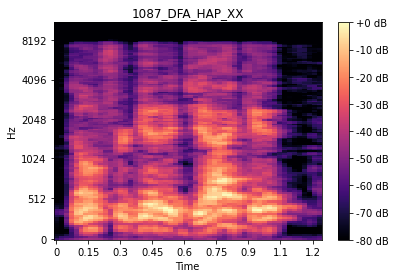 1087_DFA_HAP_XX
+0 dB
8192
-10 dB
4096
-20 dB
-30 dB
2048
Hz
-40 dB
1024
-50 dB
-60 dB
512
-70 dB
0
-80 dB
0 0.15 0.3 0.45 0.6 0.75 0.9 1.1 1.2
Time